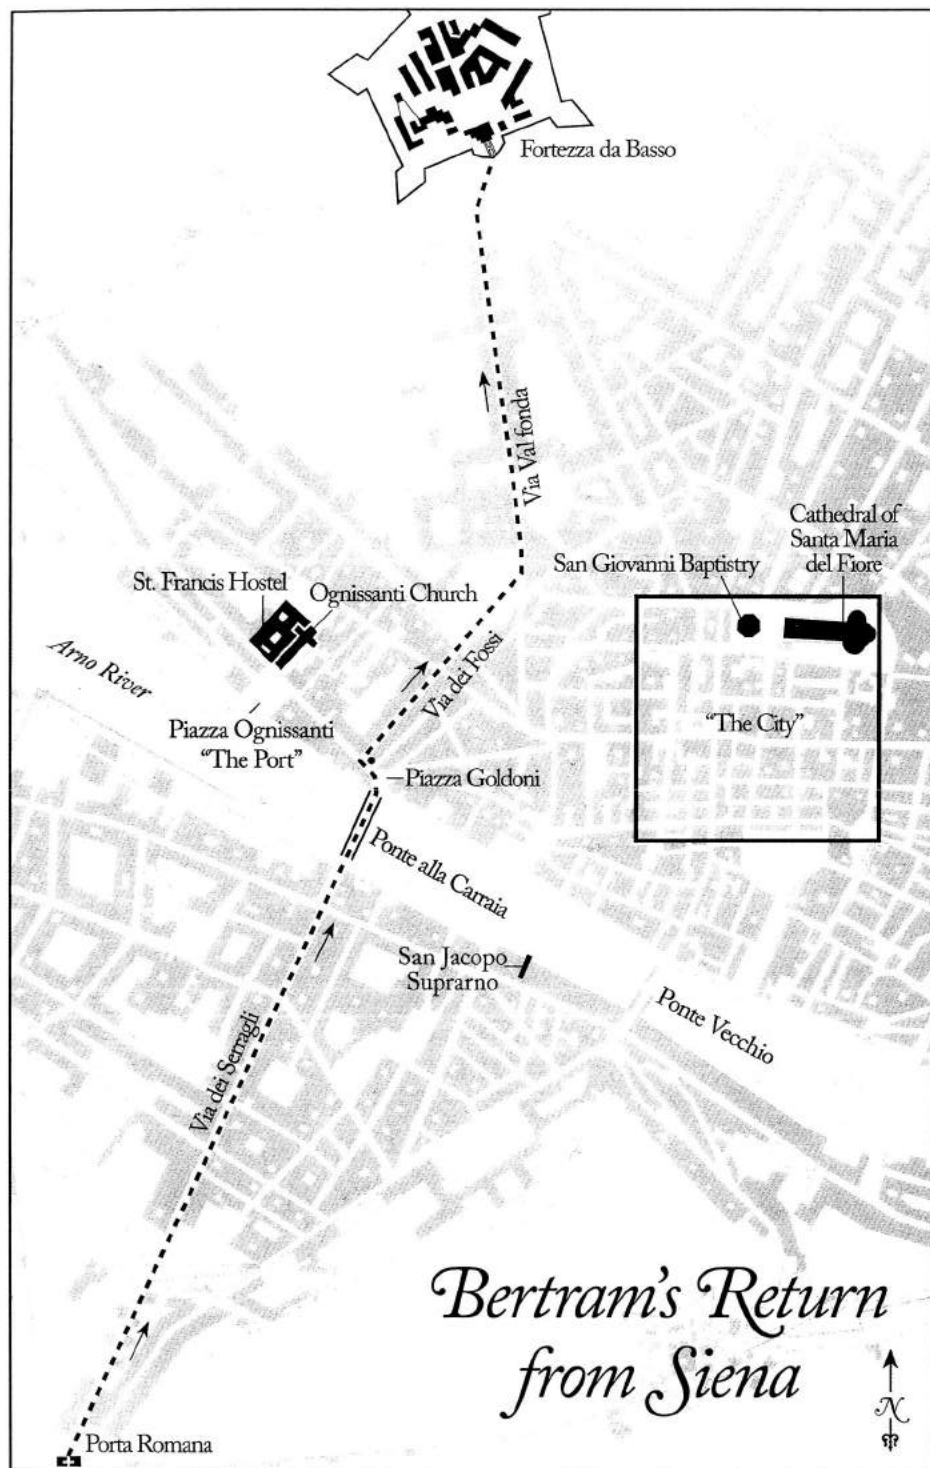 Fortezza da Basso
Via Val fonda
Cathedral of
Santa Maria
del Fiore
San Giovanni Baptistry
St. Francis Hostel
Ognissanti Church
Arno River
Via dei Fossi
Piazza Ognissanti
"The Port"
"The City"
Piazza Goldoni
Ponte alla Carraia
San Jacopo
Suprarno
Ponte Vecchio
Via dei Serragli
Bertram's Return
from Siena
N
Porta Romana